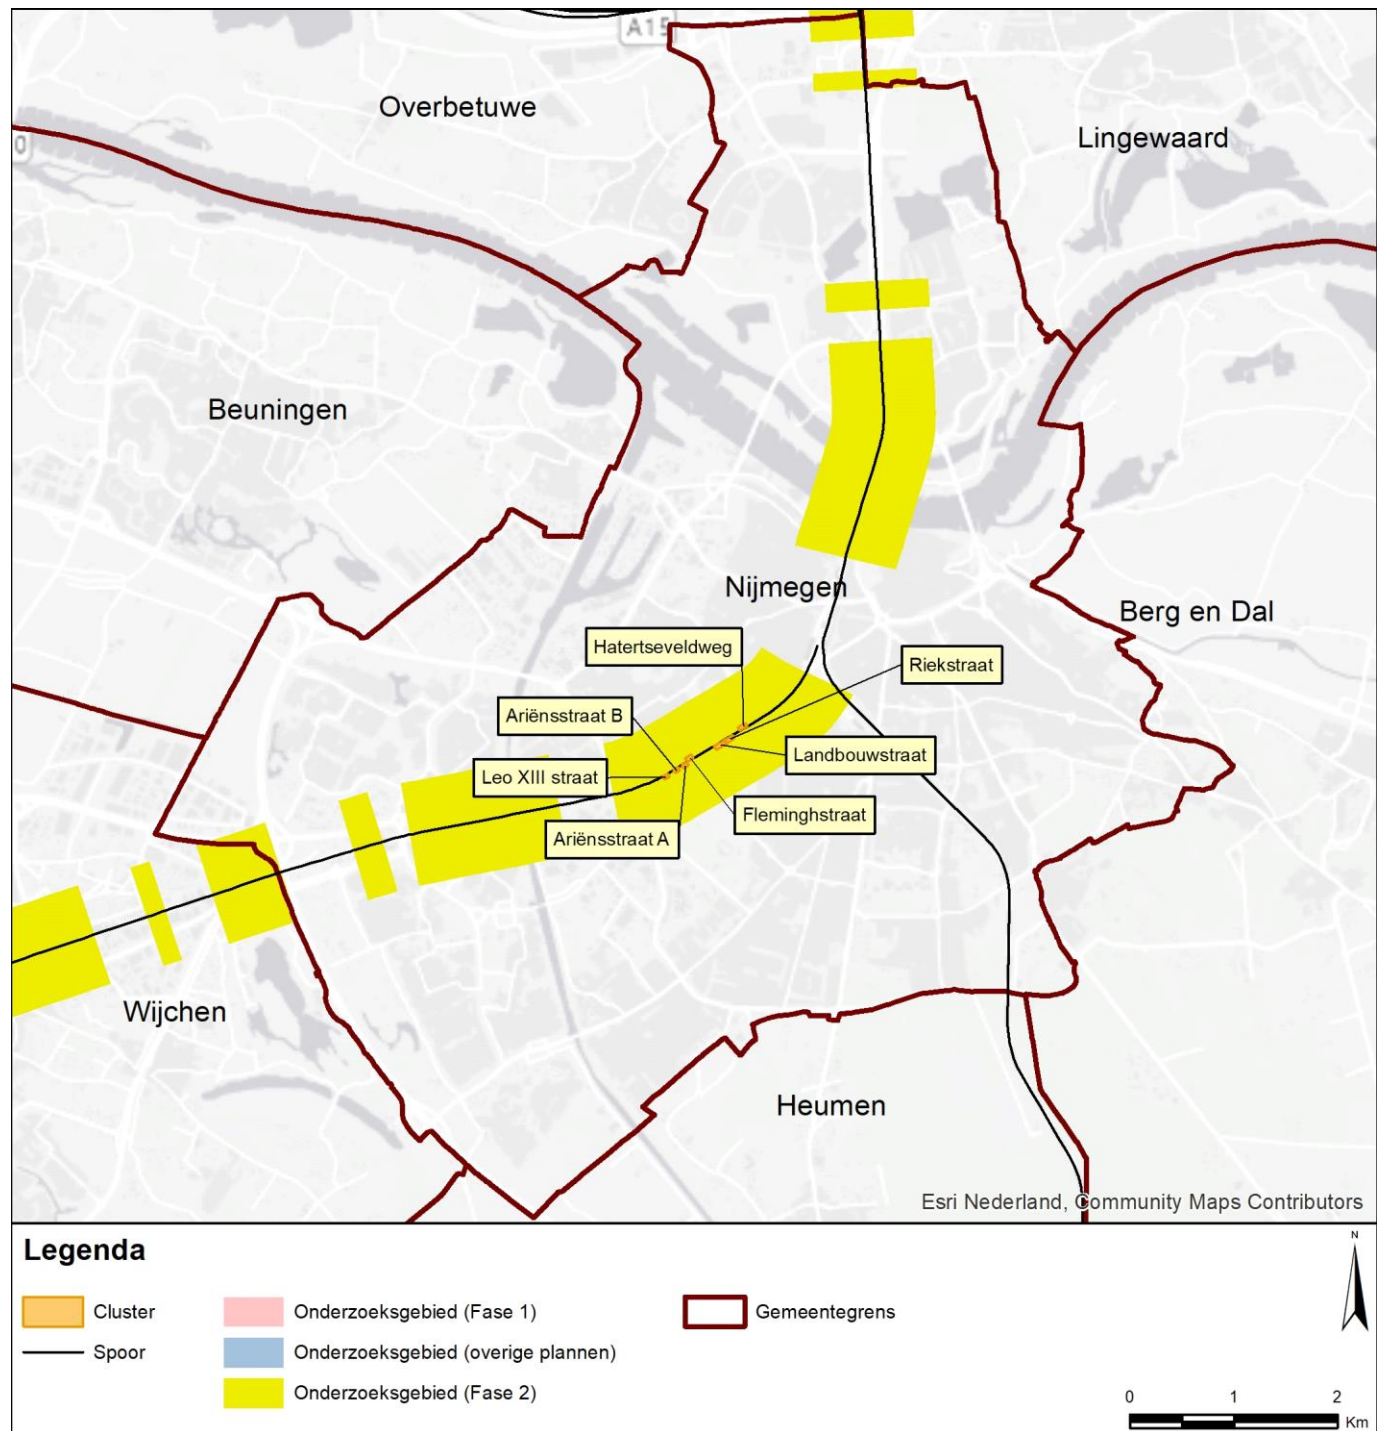 A15
Overbetuwe
Lingewaard
0
Beuningen
Nijmegen
Berg en Dal
Hatertseveldweg
Riekstraat
Ariënsstraat B
Landbouwstraat
Leo XIII straat
Fleminghstraat
Ariënsstraat A
Wijchen
Heumen
Esri Nederland, Community Maps Contributors
Legenda
N
Cluster
Onderzoeksgebied (Fase 1)
Gemeentegrens
Spoor
Onderzoeksgebied (overige plannen)
Onderzoeksgebied (Fase 2)
0 1 2
Km